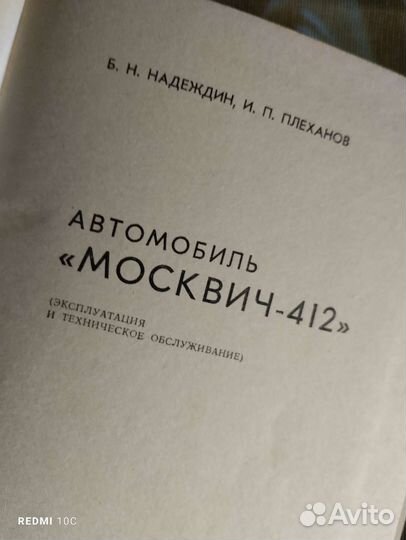 Б. Н. НАДЕЖДИН, И. П. ПЛЕХАНОВ
АВТОМОБИЛЬ
«МОСКВИЧ-412»
(ЭКСПЛУАТАЦИЯ
И ТЕХНИЧЕСКОЕ ОБСЛУЖИВАНИЕ)
REDMI 10C
Avito